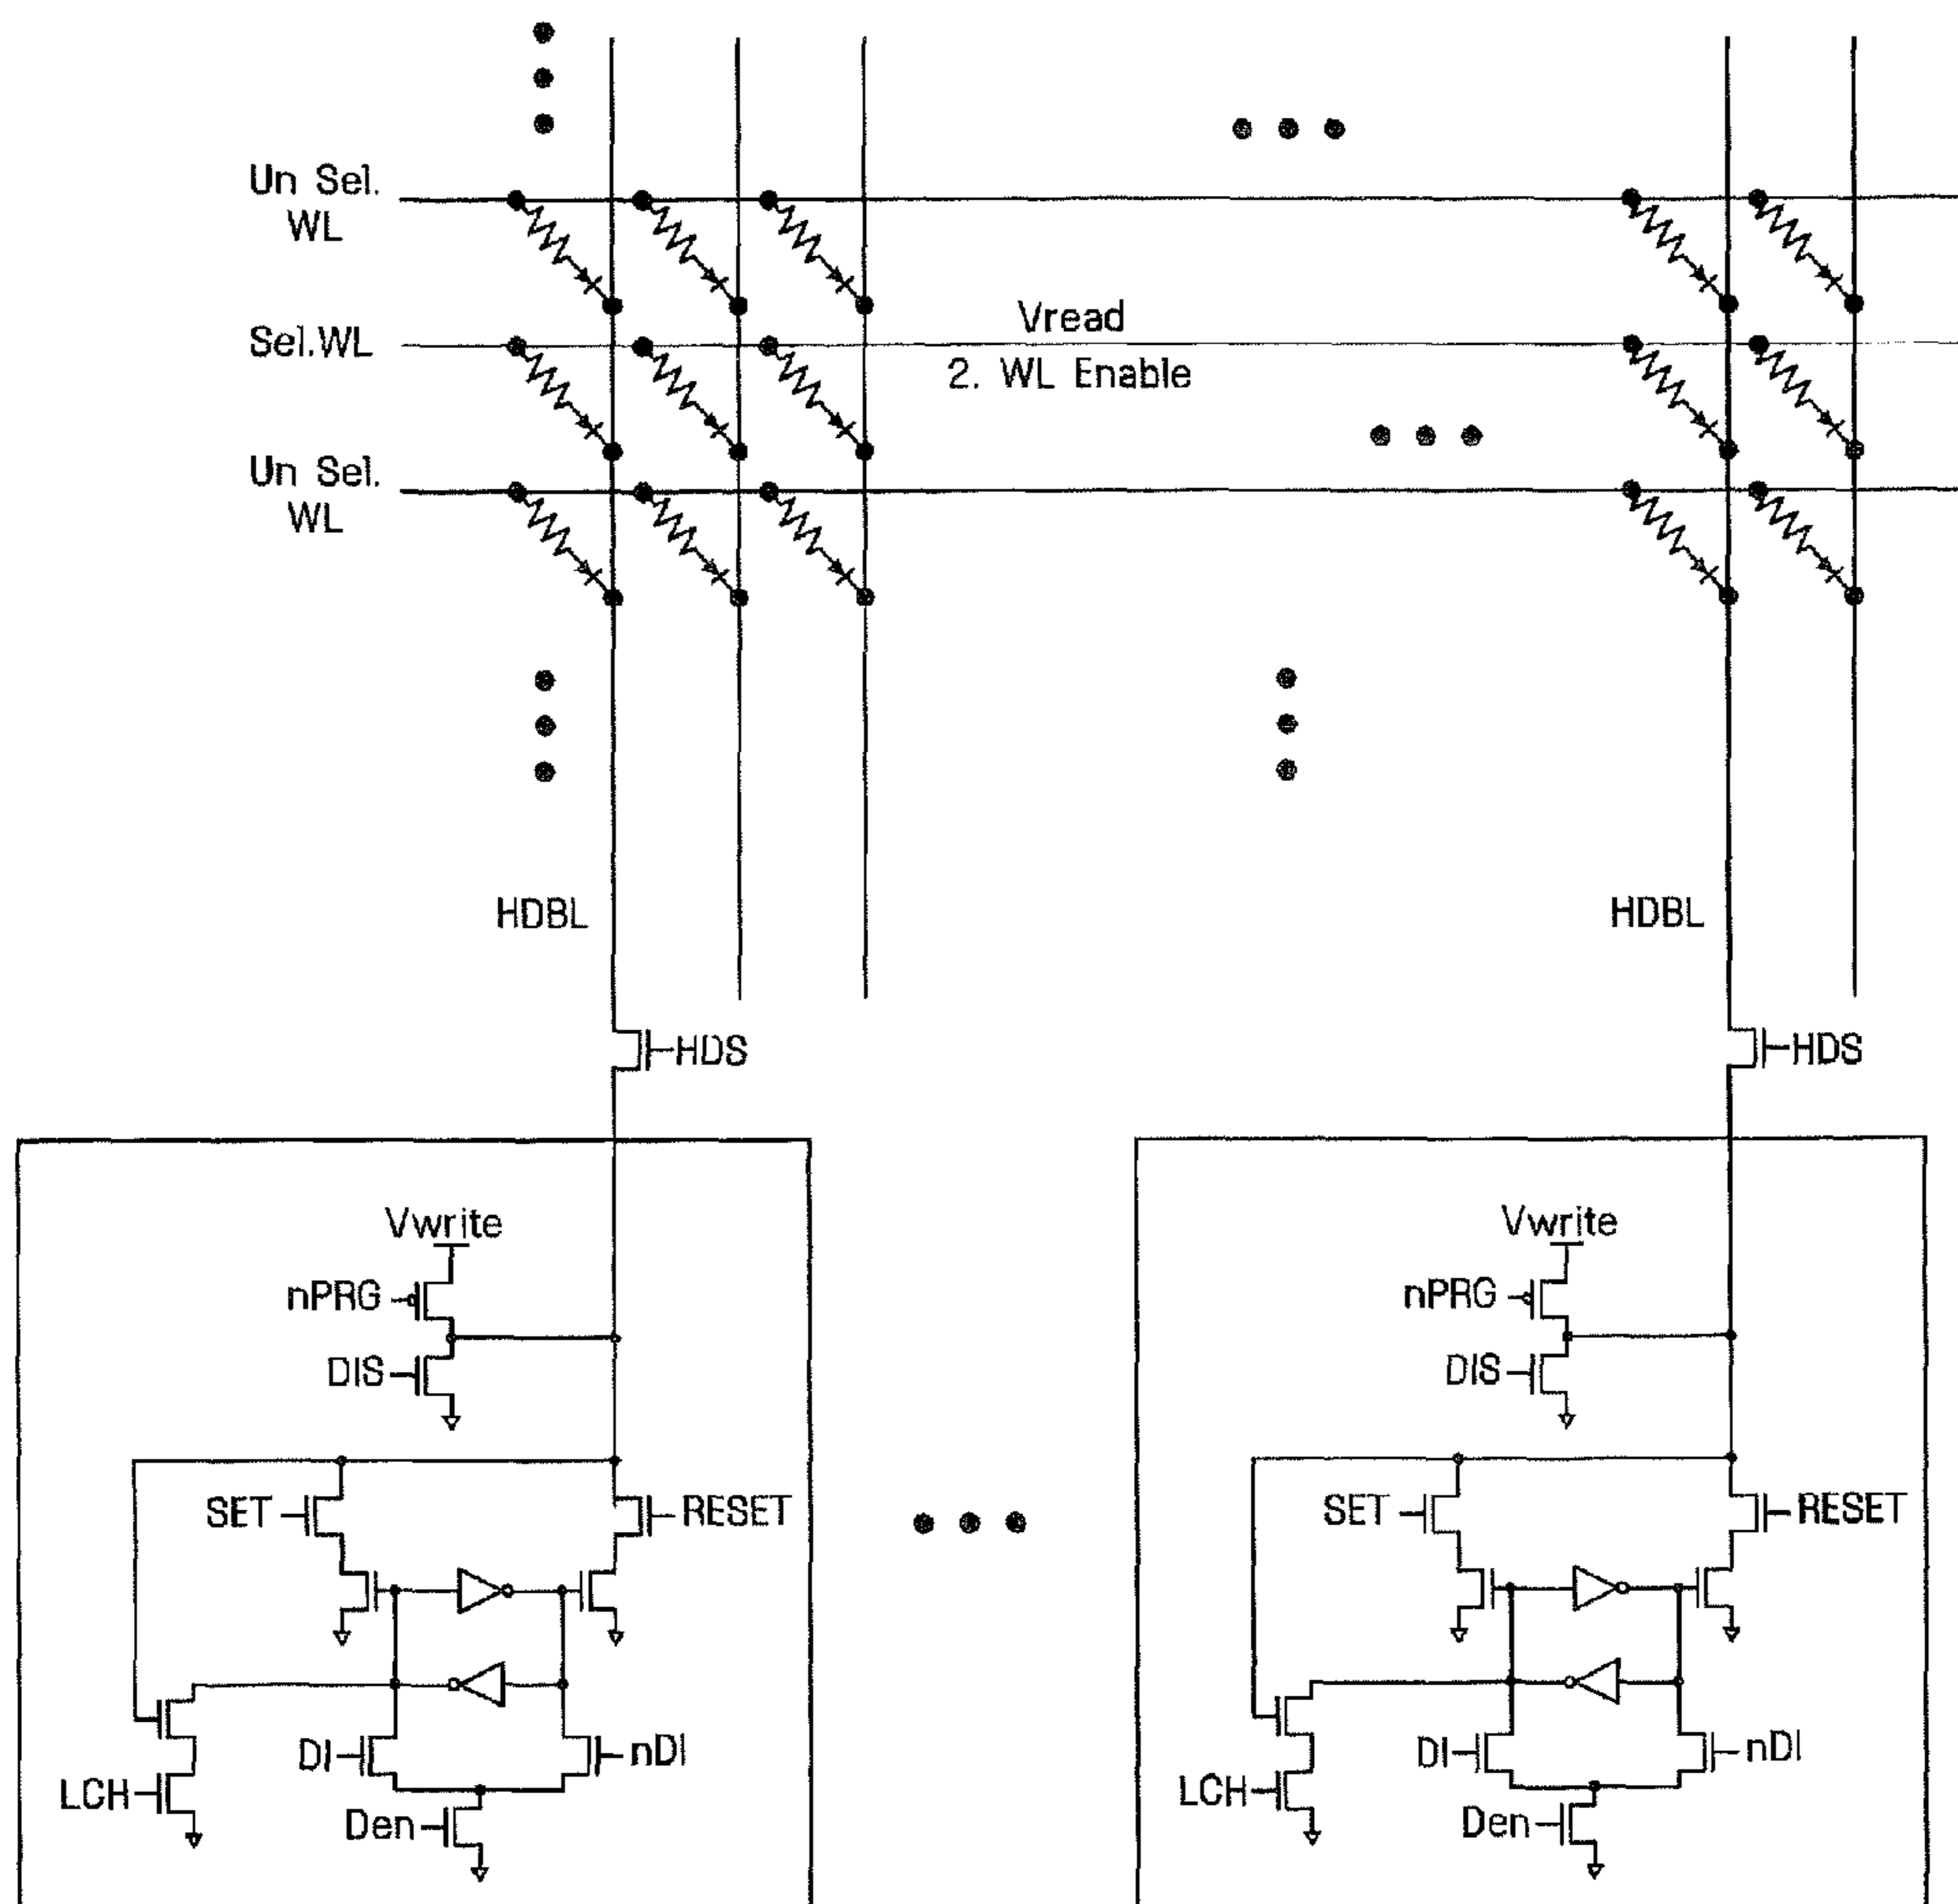 Un Sel.
WL
Vread
Sel.WL
2. WL Enable
Un Sel.
WL
HDBL
HDBL
HDS
HDS
Vwrite
Vwrite
nPRG
nPRG
DIS
DIS
SET
RESET
SET
RESET
DI
nDI
DI
nDI
LCH
LCH
Den
Den